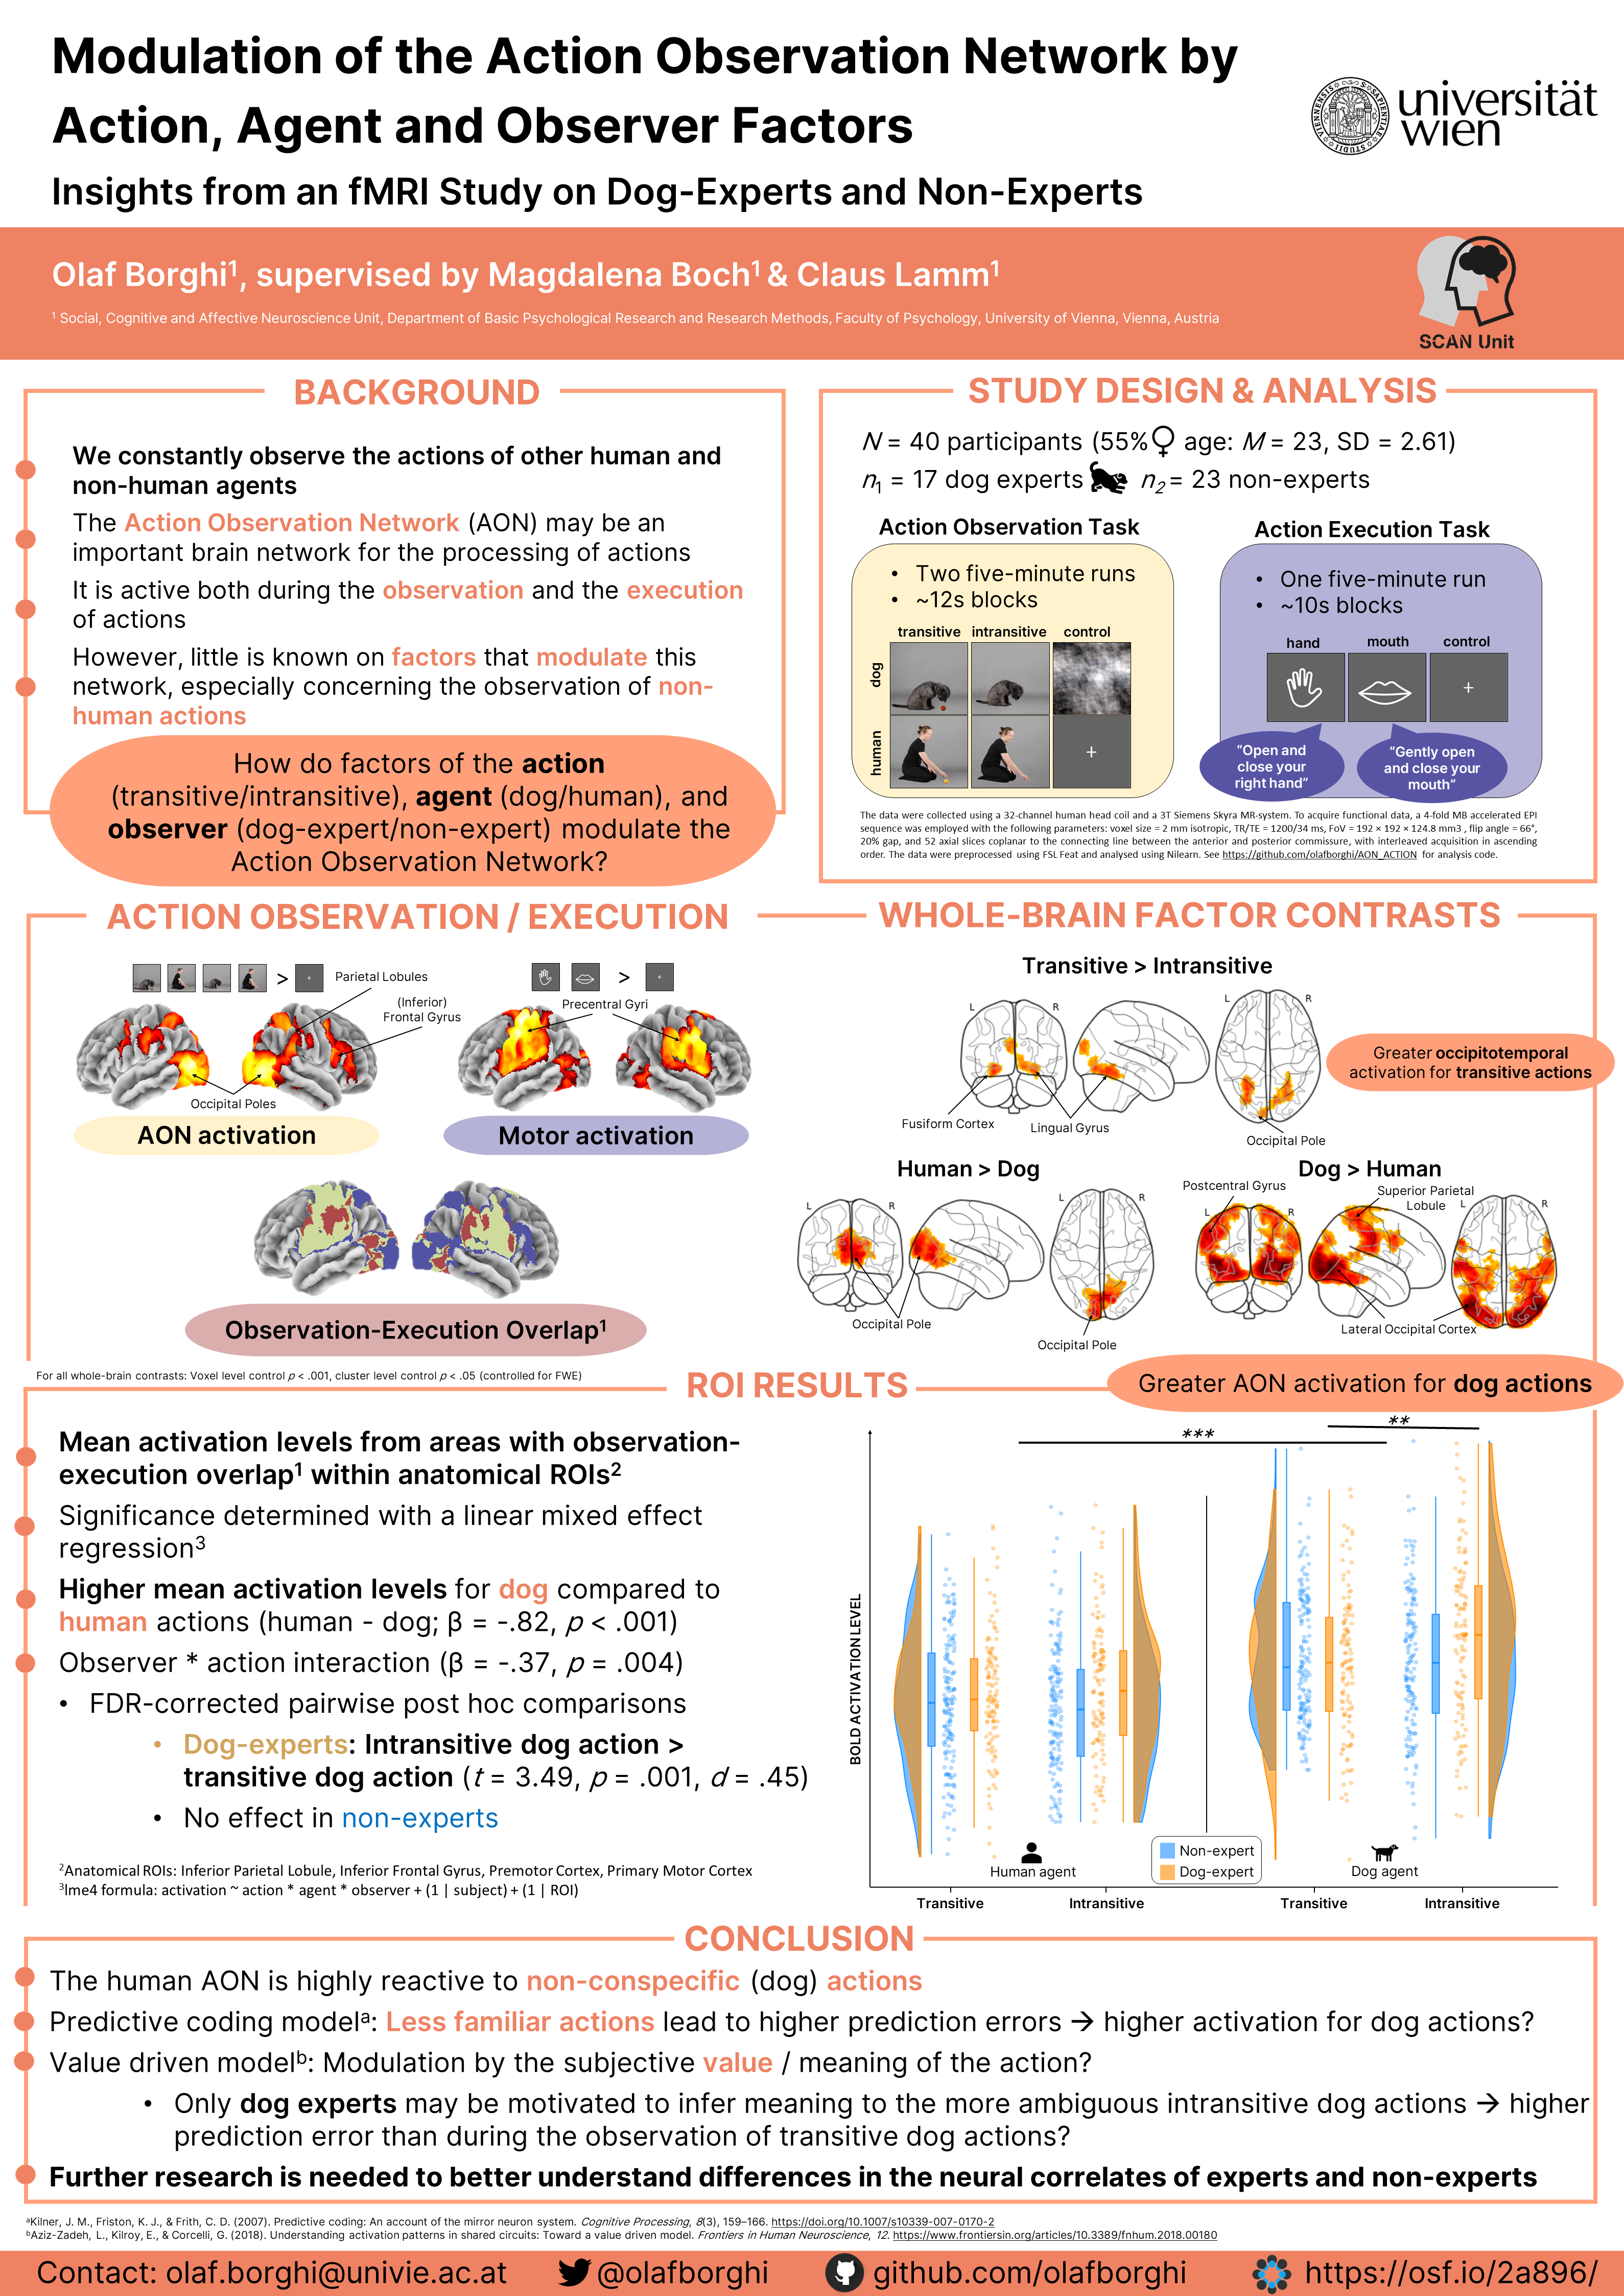 Modulation of the Action Observation Network by
Action, Agent and Observer Factors
Insights from an fMRI Study on Dog-Experts and Non-Experts
universität
wien
Olaf Borghi¹, supervised by Magdalena Boch¹ & Claus Lamm¹
¹ Social, Cognitive and Affective Neuroscience Unit, Department of Basic Psychological Research and Research Methods, Faculty of Psychology, University of Vienna, Vienna, Austria
SCAN Unit
BACKGROUND
We constantly observe the actions of other human and
non-human agents
The Action Observation Network (AON) may be an
important brain network for the processing of actions
It is active both during the observation and the execution
of actions
However, little is known on factors that modulate this
network, especially concerning the observation of non-
human actions
How do factors of the action
(transitive/intransitive), agent (dog/human), and
observer (dog-expert/non-expert) modulate the
Action Observation Network?
STUDY DESIGN & ANALYSIS
N = 40 participants (55%♀ age: M = 23, SD = 2.61)
n₁ = 17 dog experts n₂ = 23 non-experts
Action Observation Task
• Two five-minute runs
• ~12s blocks
transitive intransitive control
dog
human
+
Action Execution Task
• One five-minute run
• ~10s blocks
hand mouth control
+
“Open and
close your
right hand”
“Gently open
and close your
mouth”
The data were collected using a 32-channel human head coil and a 3T Siemens Skyra MR-system. To acquire functional data, a 4-fold MB accelerated EPI
sequence was employed with the following parameters: voxel size = 2 mm isotropic, TR/TE = 1200/34 ms, FoV = 192 × 192 × 124.8 mm3 , flip angle = 66°,
20% gap, and 52 axial slices coplanar to the connecting line between the anterior and posterior commissure, with interleaved acquisition in ascending
order. The data were preprocessed using FSL Feat and analysed using Nilearn. See https://github.com/olafborghi/AON_ACTION for analysis code.
ACTION OBSERVATION / EXECUTION
> +
Parietal Lobules
(Inferior)
Frontal Gyrus
Occipital Poles
AON activation
> +
Precentral Gyri
Motor activation
Observation-Execution Overlap¹
For all whole-brain contrasts: Voxel level control p < .001, cluster level control p < .05 (controlled for FWE)
WHOLE-BRAIN FACTOR CONTRASTS
Transitive > Intransitive
L R L R
Fusiform Cortex
Lingual Gyrus
Occipital Pole
Greater occipitotemporal
activation for transitive actions
Human > Dog
L R L R
Occipital Pole
Occipital Pole
Dog > Human
Postcentral Gyrus
Superior Parietal
Lobule
L R L R
Lateral Occipital Cortex
Greater AON activation for dog actions
ROI RESULTS
Mean activation levels from areas with observation-
execution overlap¹ within anatomical ROIs²
Significance determined with a linear mixed effect
regression³
Higher mean activation levels for dog compared to
human actions (human - dog; β = -.82, p < .001)
Observer * action interaction (β = -.37, p = .004)
• FDR-corrected pairwise post hoc comparisons
• Dog-experts: Intransitive dog action >
transitive dog action (t = 3.49, p = .001, d = .45)
• No effect in non-experts
²Anatomical ROIs: Inferior Parietal Lobule, Inferior Frontal Gyrus, Premotor Cortex, Primary Motor Cortex
³lme4 formula: activation ~ action * agent * observer + (1 | subject) + (1 | ROI)
***
**
BOLD ACTIVATION LEVEL
Human agent
Non-expert
Dog-expert
Dog agent
Transitive Intransitive Transitive Intransitive
CONCLUSION
The human AON is highly reactive to non-conspecific (dog) actions
Predictive coding modelᵃ: Less familiar actions lead to higher prediction errors → higher activation for dog actions?
Value driven modelᵇ: Modulation by the subjective value / meaning of the action?
• Only dog experts may be motivated to infer meaning to the more ambiguous intransitive dog actions → higher
prediction error than during the observation of transitive dog actions?
Further research is needed to better understand differences in the neural correlates of experts and non-experts
ᵃKilner, J. M., Friston, K. J., & Frith, C. D. (2007). Predictive coding: An account of the mirror neuron system. Cognitive Processing, 8(3), 159–166. https://doi.org/10.1007/s10339-007-0170-2
ᵇAziz-Zadeh, L., Kilroy, E., & Corcelli, G. (2018). Understanding activation patterns in shared circuits: Toward a value driven model. Frontiers in Human Neuroscience, 12. https://www.frontiersin.org/articles/10.3389/fnhum.2018.00180
Contact: olaf.borghi@univie.ac.at @olafborghi github.com/olafborghi https://osf.io/2a896/